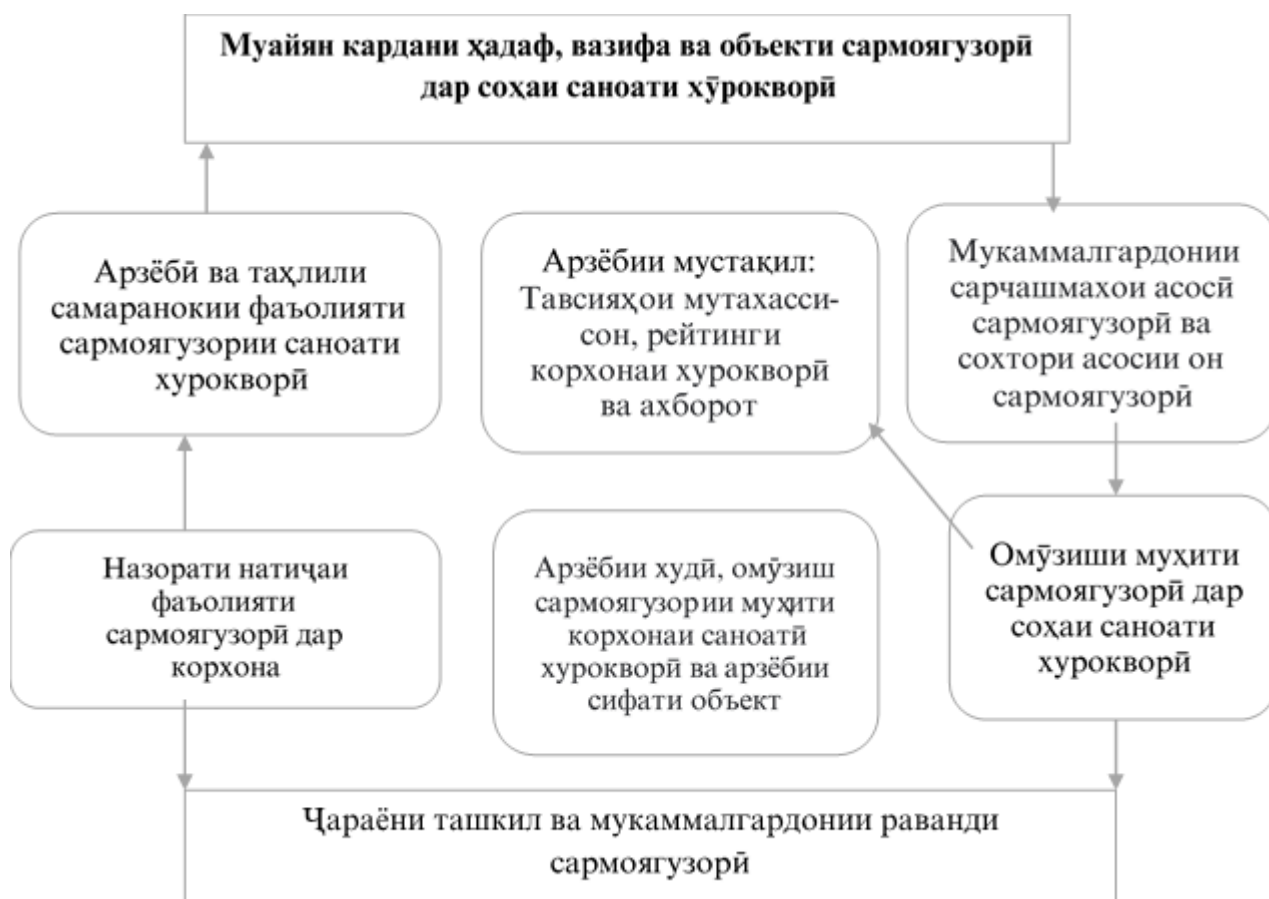 Муайян кардани ҳадаф, вазифа ва объекти сармоягузорӣ
дар соҳаи саноати хӯрокворӣ
Арзёбӣ ва таҳлили
самаранокии фаъолияти
сармоягузории саноати
хурокворӣ
Арзёбии мустақил:
Тавсияҳои мутахасси-
сон, рейтинги
корхонаи хурокворӣ
ва ахборот
Мукаммалгардонии
сарчашмахои асосӣ
сармоягузорӣ ва
сохтори асосии он
сармоягузорӣ
Назорати натиҷаи
фаъолияти
сармоягузорӣ дар
корхона
Арзёбии худӣ, омӯзиш
сармоягузории муҳити
корхонаи саноатӣ
хурокворӣ ва арзёбии
сифати объект
Омӯзиши муҳити
сармоягузорӣ дар
соҳаи саноати
хурокворӣ
Ҷараёни ташкил ва мукаммалгардонии раванди
сармоягузорӣ